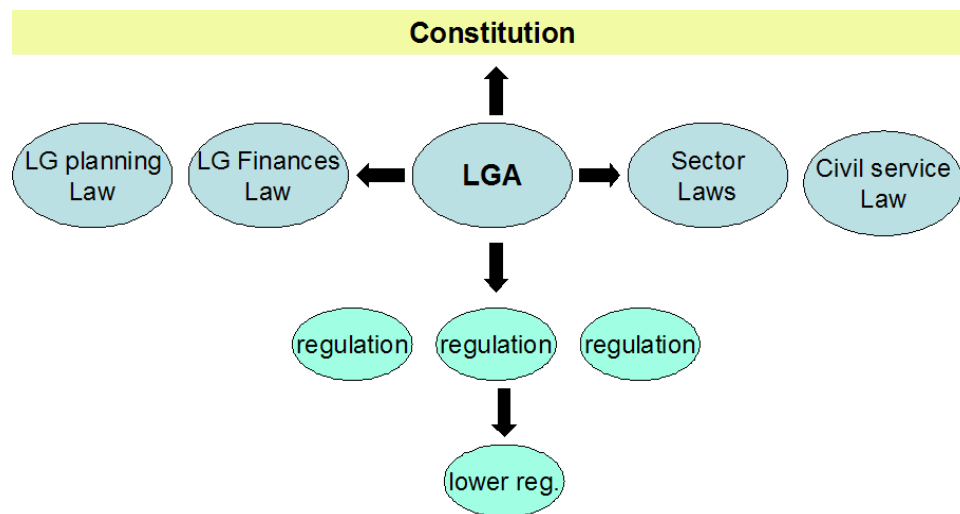 Constitution
LG planning
Law
LG Finances
Law
LGA
Sector
Laws
Civil service
Law
regulation
regulation
regulation
lower reg.